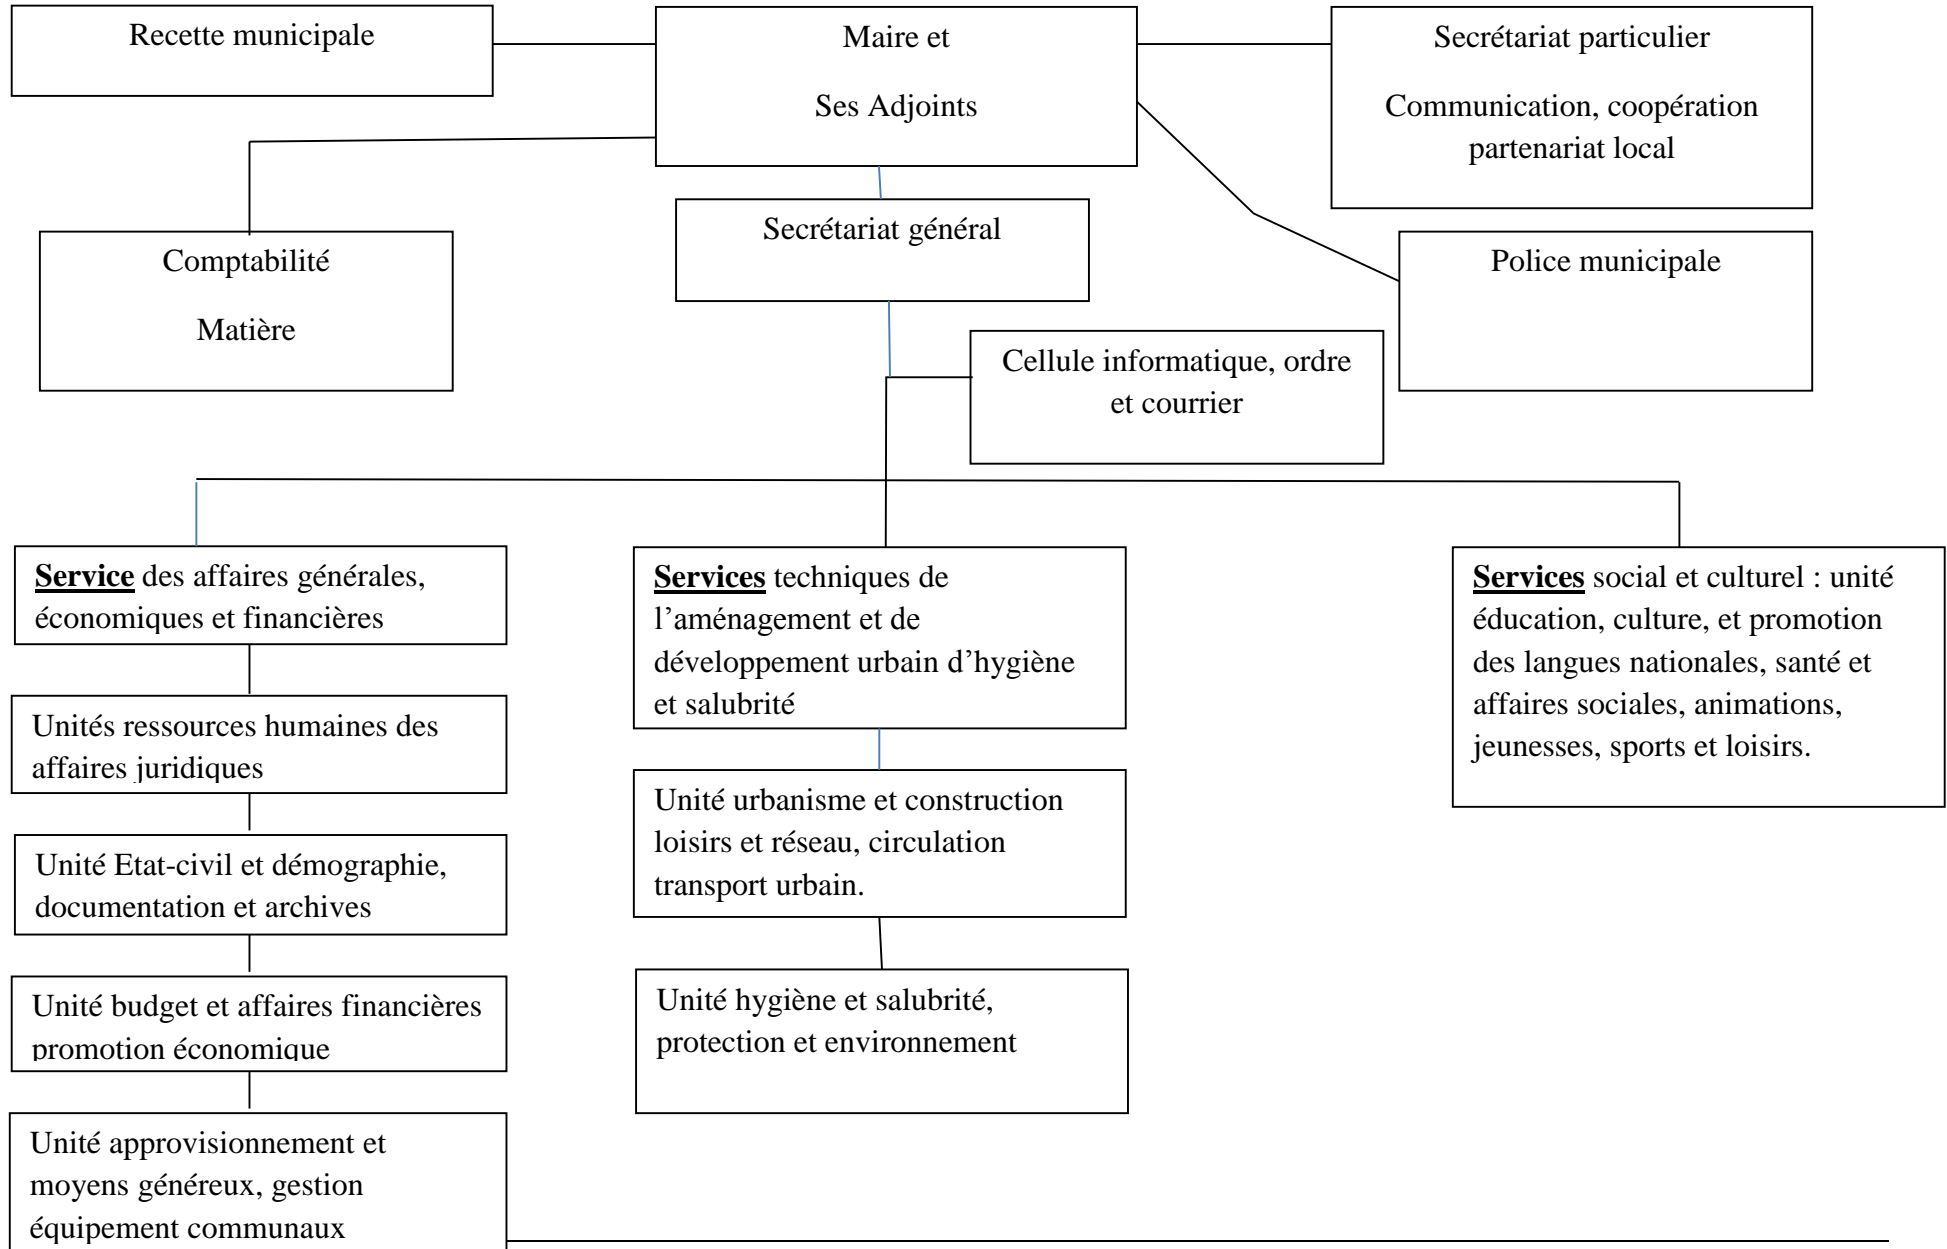 Recette municipale
Maire et
Ses Adjoints
Secrétariat particulier
Communication, coopération
partenariat local
Comptabilité
Matière
Secrétariat général
Police municipale
Cellule informatique, ordre
et courrier
Service des affaires générales,
économiques et financières
Unités ressources humaines des
affaires juridiques
Unité Etat-civil et démographie,
documentation et archives
Unité budget et affaires financières
promotion économique
Unité approvisionnement et
moyens généreux, gestion
équipement communaux
Services techniques de
l’aménagement et de
développement urbain d’hygiène
et salubrité
Unité urbanisme et construction
loisirs et réseau, circulation
transport urbain.
Unité hygiène et salubrité,
protection et environnement
Services social et culturel : unité
éducation, culture, et promotion
des langues nationales, santé et
affaires sociales, animations,
jeunesses, sports et loisirs.